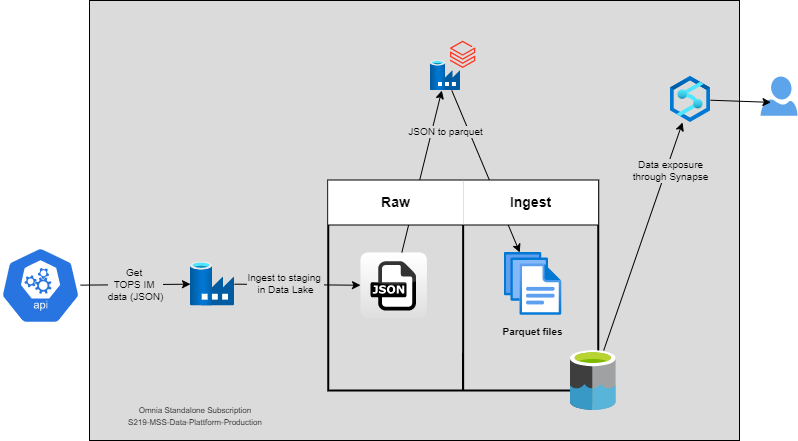 JSON to parquet
Data exposure
through Synapse
Raw
Ingest
Get
TOPS IM
data (JSON)
Ingest to staging
in Data Lake
api
JSON
Parquet files
Omnia Standalone Subscription
S219-MSS-Data-Plattform-Production